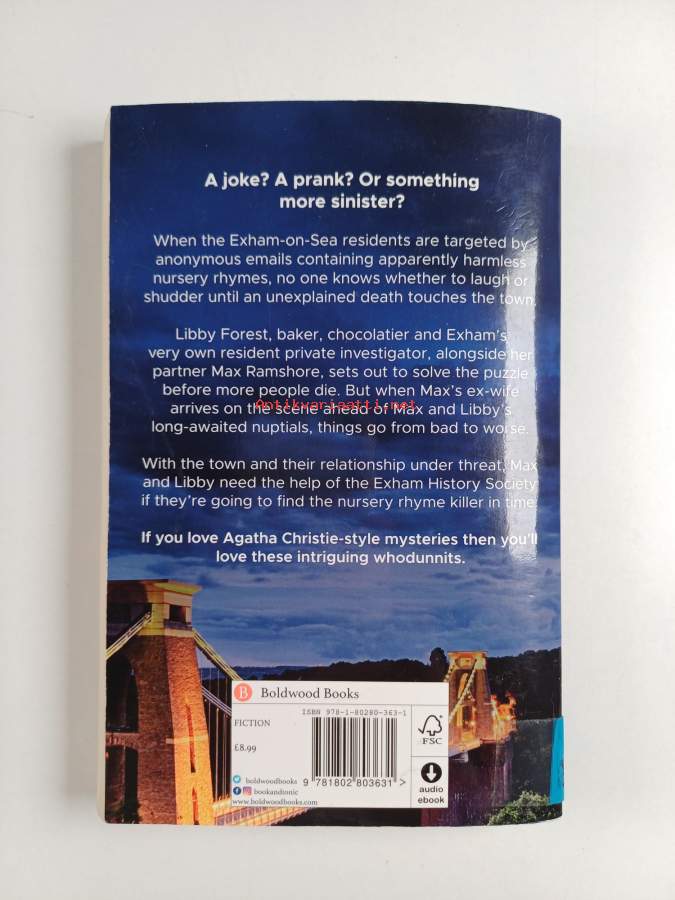 A joke? A prank? Or something
more sinister?
When the Exham-on-Sea residents are targeted by
anonymous emails containing apparently harmless
nursery rhymes, no one knows whether to laugh or
shudder until an unexplained death touches the town.
Libby Forest, baker, chocolatier and Exham's
very own resident private investigator, alongside her
partner Max Ramshore, sets out to solve the puzzle
before more people die. But when Max's ex-wife
arrives on the scene ahead of Max and Libby's
Antikvariaatti.net
long-awaited nuptials, things go from bad to worse.
With the town and their relationship under threat, Max
and Libby need the help of the Exham History Society
if they're going to find the nursery rhyme killer in time.
If you love Agatha Christie-style mysteries then you'll
love these intriguing whodunnits.
B Boldwood Books
ISBN 978-1-80280-363-1
FICTION
£8.99
9 781802 803631 >
FSC
boldwoodbooks
bookandtonic
www.boldwoodbooks.com
audio
ebook